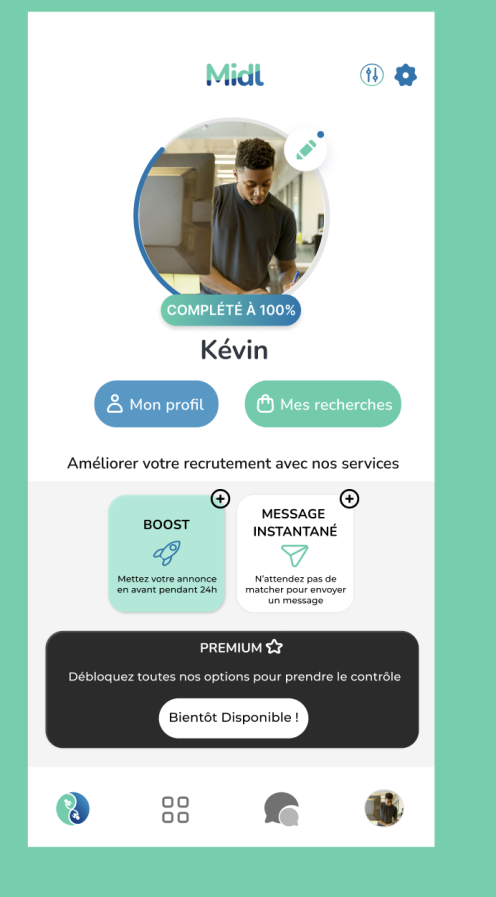 Midl
COMPLÉTÉ À 100%
Kévin
Mon profil
Mes recherches
Améliorer votre recrutement avec nos services
BOOST
Mettez votre annonce
en avant pendant 24h
MESSAGE
INSTANTANÉ
N'attendez pas de
matcher pour envoyer
un message
PREMIUM
Débloquez toutes nos options pour prendre le contrôle
Bientôt Disponible !